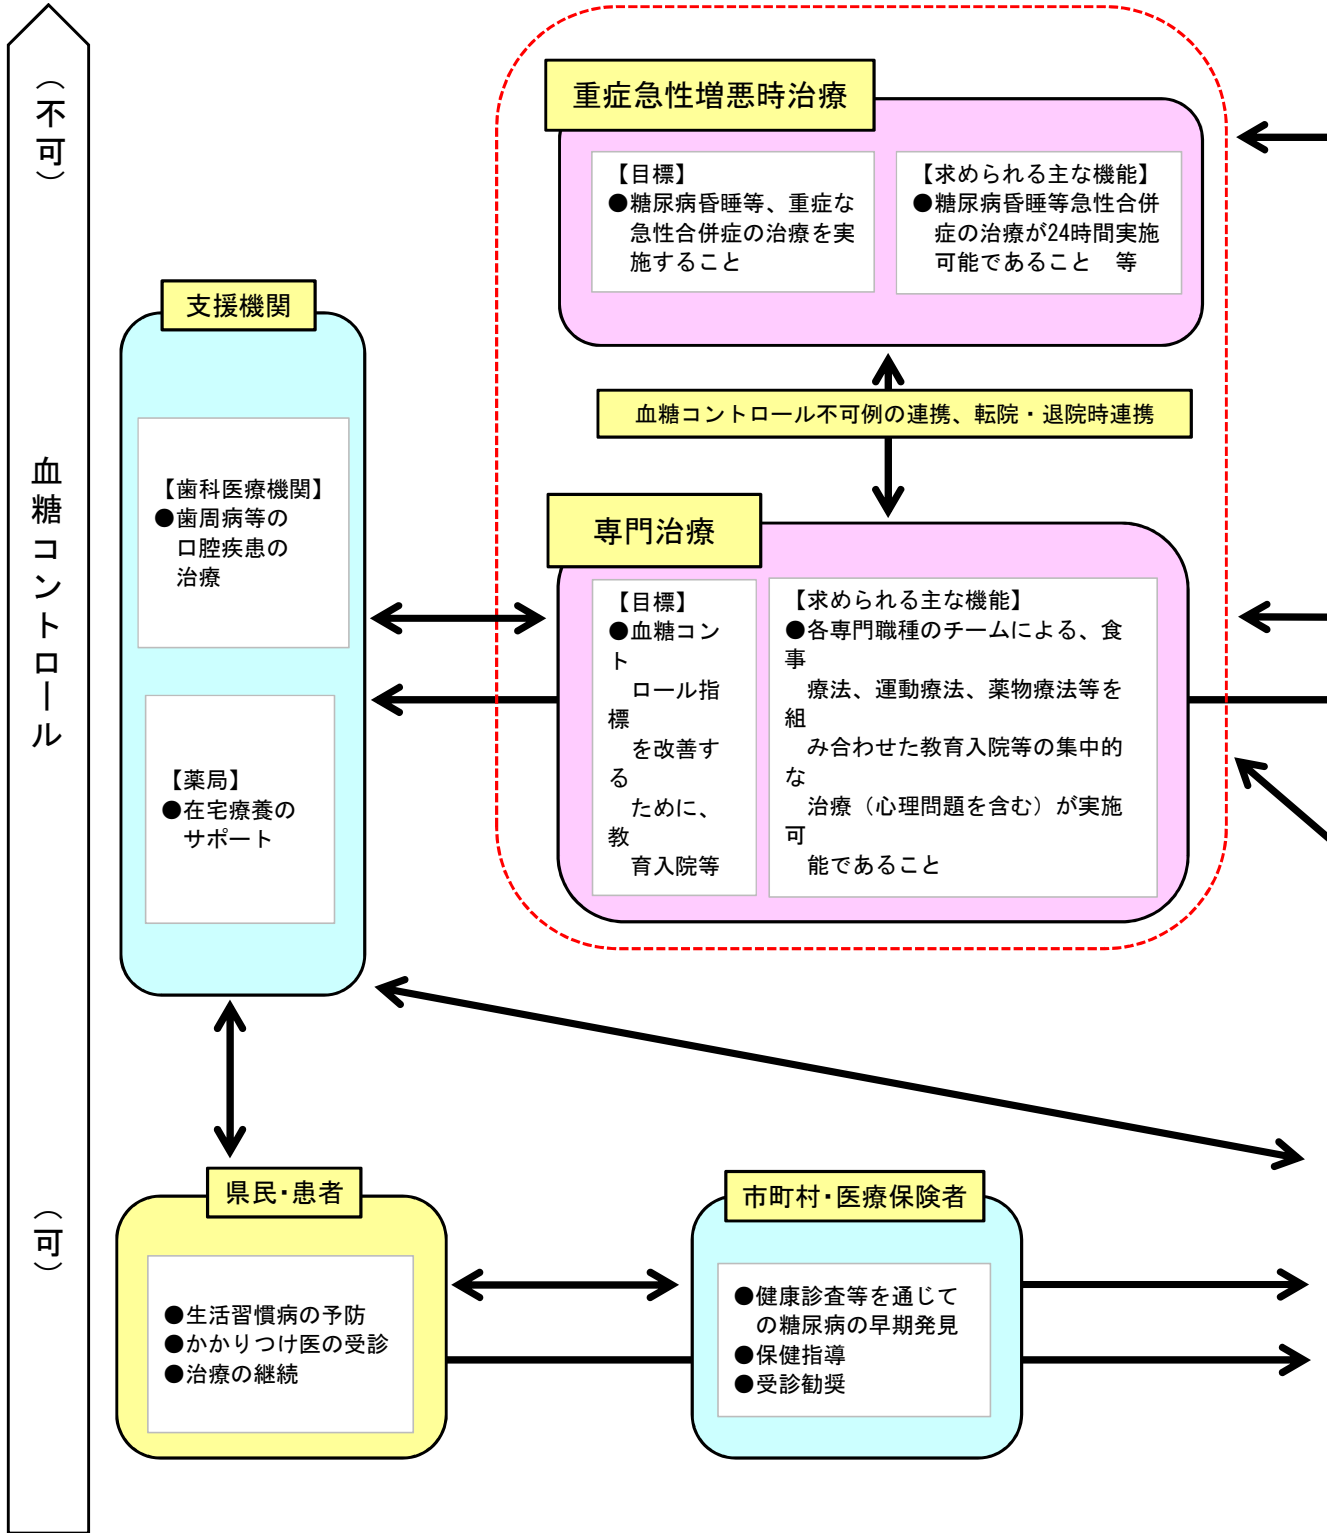 （不可）
血糖コントロール
（可）
重症急性増悪時治療
【目標】
●糖尿病昏睡等、重症な
急性合併症の治療を実
施すること
【求められる主な機能】
●糖尿病昏睡等急性合併
症の治療が24時間実施
可能であること　等
血糖コントロール不可例の連携、転院・退院時連携
専門治療
【目標】
●血糖コン
ト
ロール指
標
を改善す
る
ために、
教
育入院等
【求められる主な機能】
●各専門職種のチームによる、食
事
療法、運動療法、薬物療法等を
組
み合わせた教育入院等の集中的
な
治療（心理問題を含む）が実施
可
能であること
支援機関
【歯科医療機関】
●歯周病等の
口腔疾患の
治療
【薬局】
●在宅療養の
サポート
県民・患者
●生活習慣病の予防
●かかりつけ医の受診
●治療の継続
市町村・医療保険者
●健康診査等を通じて
の糖尿病の早期発見
●保健指導
●受診勧奨